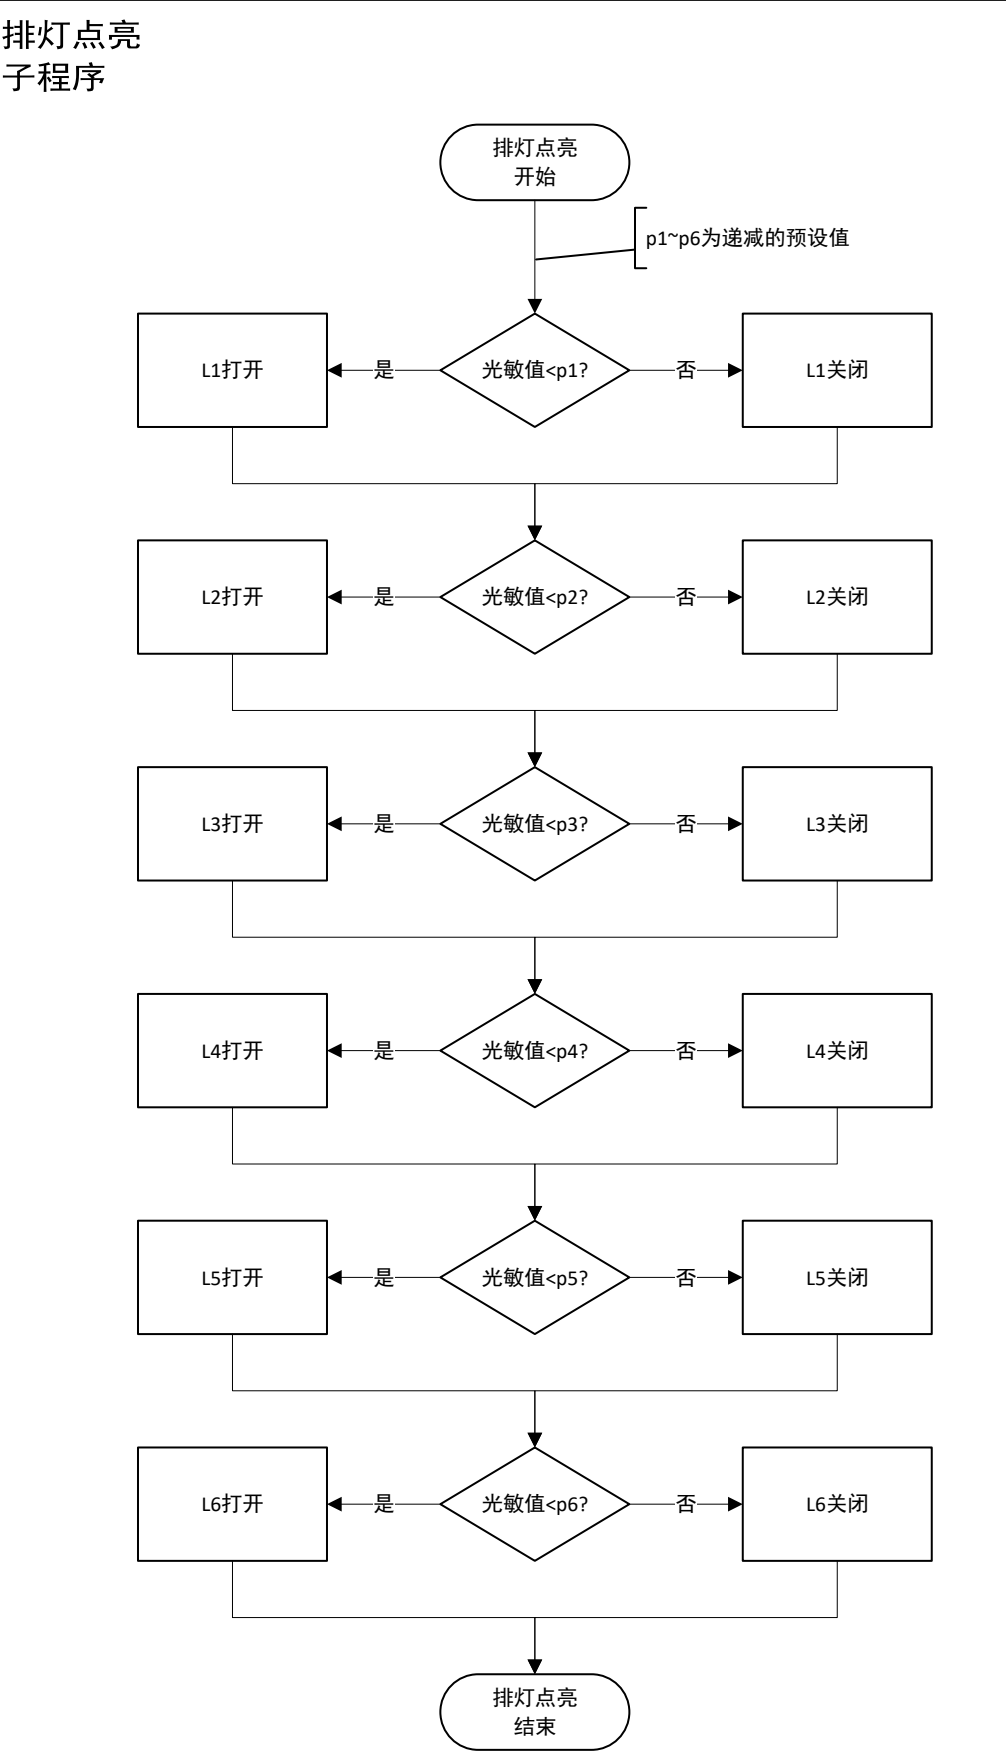 排灯点亮
子程序
排灯点亮
开始
p1~p6为递减的预设值
L1打开
是
光敏值<p1?
否
L1关闭
L2打开
是
光敏值<p2?
否
L2关闭
L3打开
是
光敏值<p3?
否
L3关闭
L4打开
是
光敏值<p4?
否
L4关闭
L5打开
是
光敏值<p5?
否
L5关闭
L6打开
是
光敏值<p6?
否
L6关闭
排灯点亮
结束